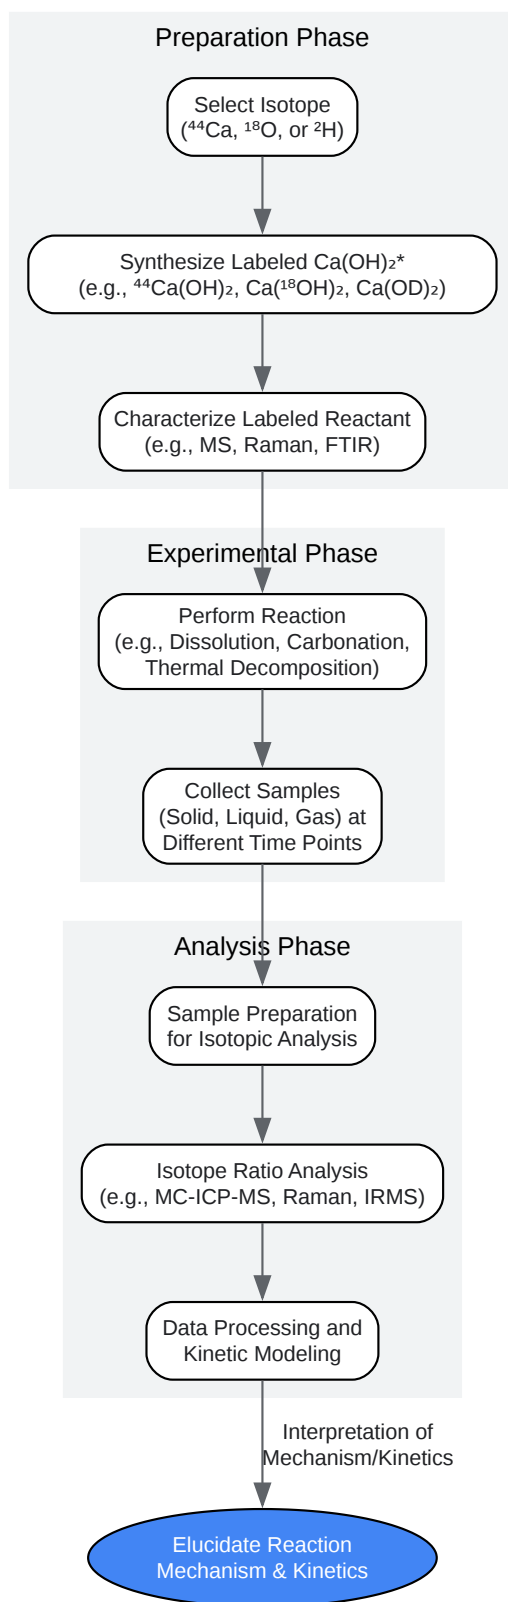 Preparation Phase
Select Isotope
(⁴⁴Ca, ¹⁸O, or ²H)
Synthesize Labeled Ca(OH)₂*
(e.g., ⁴⁴Ca(OH)₂, Ca(¹⁸OH)₂, Ca(OD)₂)
Characterize Labeled Reactant
(e.g., MS, Raman, FTIR)
Experimental Phase
Perform Reaction
(e.g., Dissolution, Carbonation,
Thermal Decomposition)
Collect Samples
(Solid, Liquid, Gas) at
Different Time Points
Analysis Phase
Sample Preparation
for Isotopic Analysis
Isotope Ratio Analysis
(e.g., MC-ICP-MS, Raman, IRMS)
Data Processing and
Kinetic Modeling
Interpretation of
Mechanism/Kinetics
Elucidate Reaction
Mechanism & Kinetics